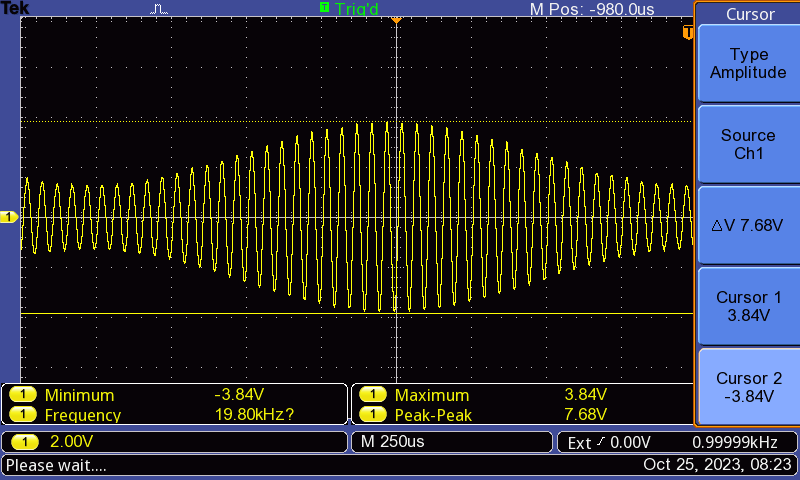 Tek Trig'd M Pos: -980.0us
T
T
1
Cursor
Type
Amplitude
Source
Ch1
△V 7.68V
Cursor 1
3.84V
Cursor 2
-3.84V
1 Minimum -3.84V
1 Maximum 3.84V
1 Frequency 19.80kHz?
1 Peak-Peak 7.68V
1 2.00V M 250us Ext 0.00V 0.99999kHz
Please wait.... Oct 25, 2023, 08:23